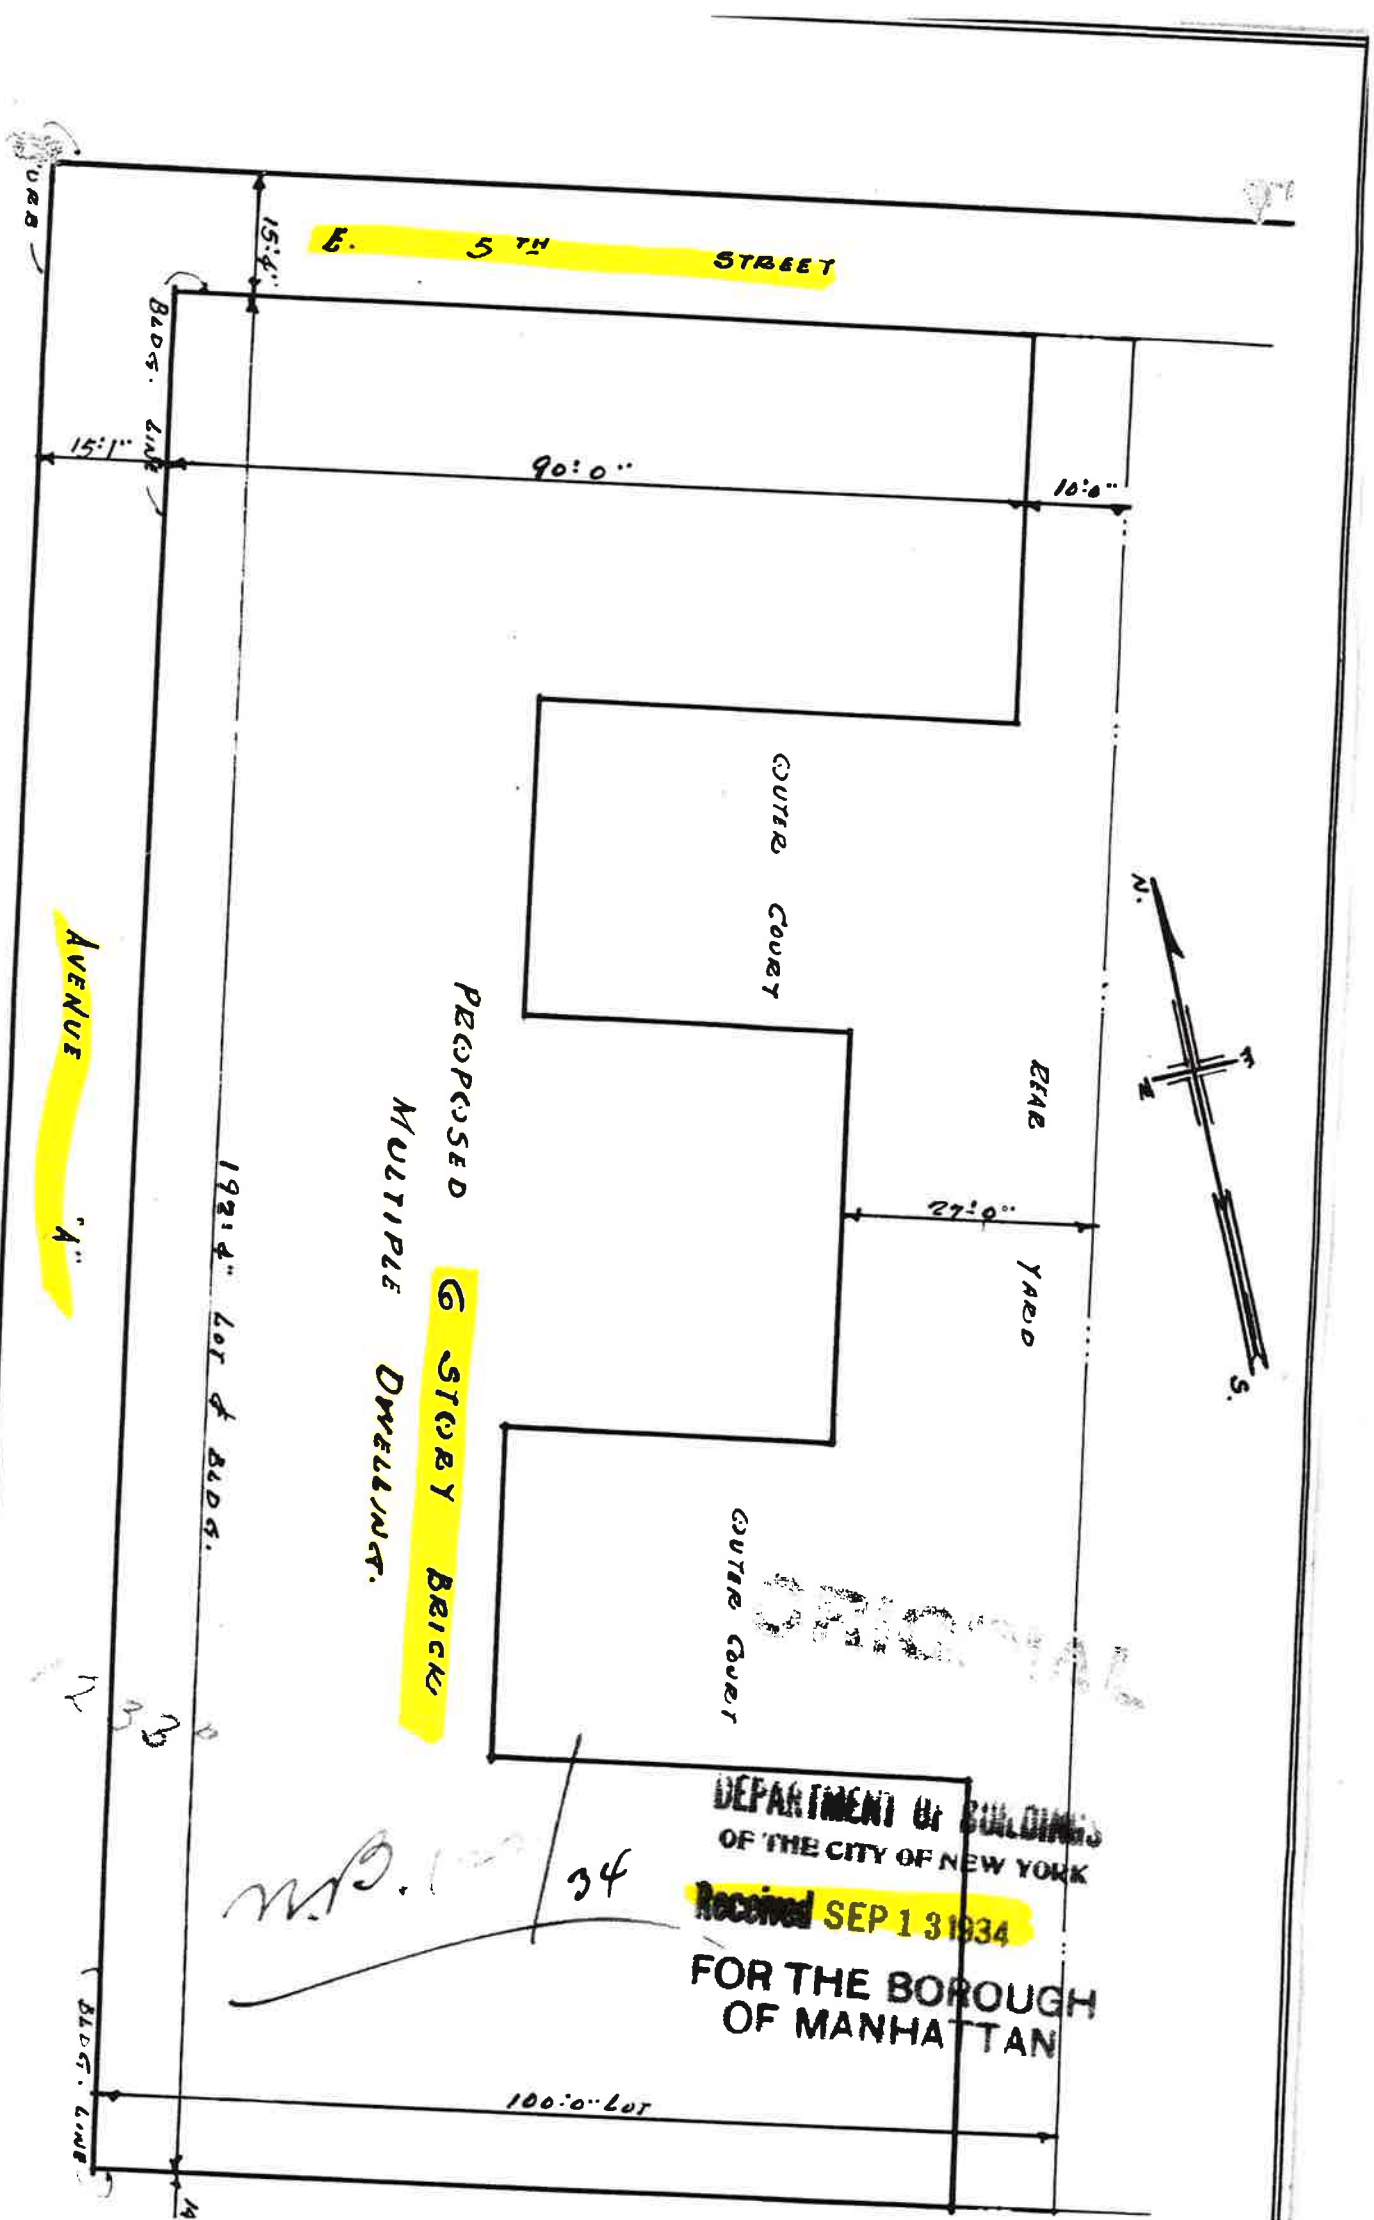 E. 5TH STREET
15'4"
BLDG. LINE
15'1"
90'0"
10'0"
OUTER COURT
N.
S.
REAR YARD
27'0"
PROPOSED 6 STORY BRICK
MULTIPLE DWELLING.
192'4" LOT & BLDG.
AVENUE "A"
OUTER COURT
ORIGINAL
DEPARTMENT OF BUILDINGS
OF THE CITY OF NEW YORK
Received SEP 13 1934
FOR THE BOROUGH
OF MANHATTAN
34
N.B.
100'0" LOT
BLDG. LINE